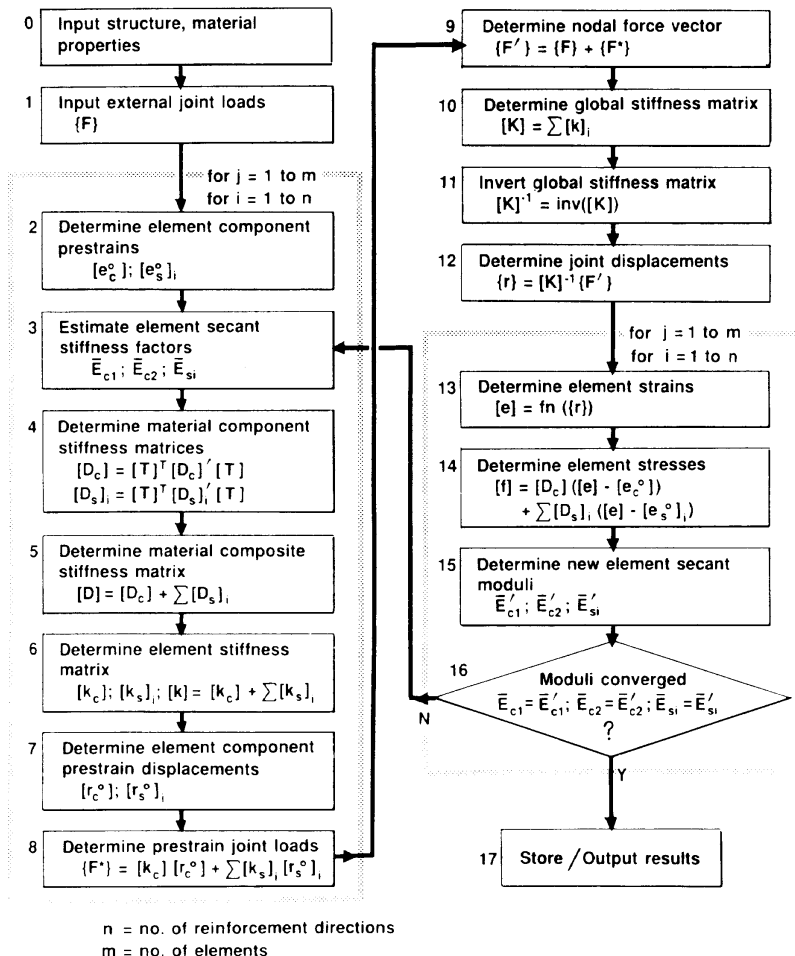 0 Input structure, material
properties
1 Input external joint loads
{F}
for j = 1 to m
for i = 1 to n
2 Determine element component
prestrains
[e°c]; [e°s]i
3 Estimate element secant
stiffness factors
E̅c1; E̅c2; E̅si
4 Determine material component
stiffness matrices
[Dc] = [T]ᵀ [Dc]′ [T]
[Ds]i = [T]ᵀ [Ds]i′ [T]
5 Determine material composite
stiffness matrix
[D] = [Dc] + ∑[Ds]i
6 Determine element stiffness
matrix
[kc]; [ks]i; [k] = [kc] + ∑[ks]i
7 Determine element component
prestrain displacements
[rc°]; [rs°]i
8 Determine prestrain joint loads
{F*} = [kc] [rc°] + ∑[ks]i [rs°]i
9 Determine nodal force vector
{F′} = {F} + {F*}
10 Determine global stiffness matrix
[K] = ∑[k]i
11 Invert global stiffness matrix
[K]⁻¹ = inv([K])
12 Determine joint displacements
{r} = [K]⁻¹{F′}
for j = 1 to m
for i = 1 to n
13 Determine element strains
[e] = fn ({r})
14 Determine element stresses
[f] = [Dc] ([e] - [ec°])
+ ∑[Ds]i ([e] - [es°]i)
15 Determine new element secant
moduli
E̅′c1; E̅′c2; E̅′si
16 Moduli converged
E̅c1 = E̅′c1; E̅c2 = E̅′c2; E̅si = E̅′si
?
N
Y
17 Store / Output results
n = no. of reinforcement directions
m = no. of elements